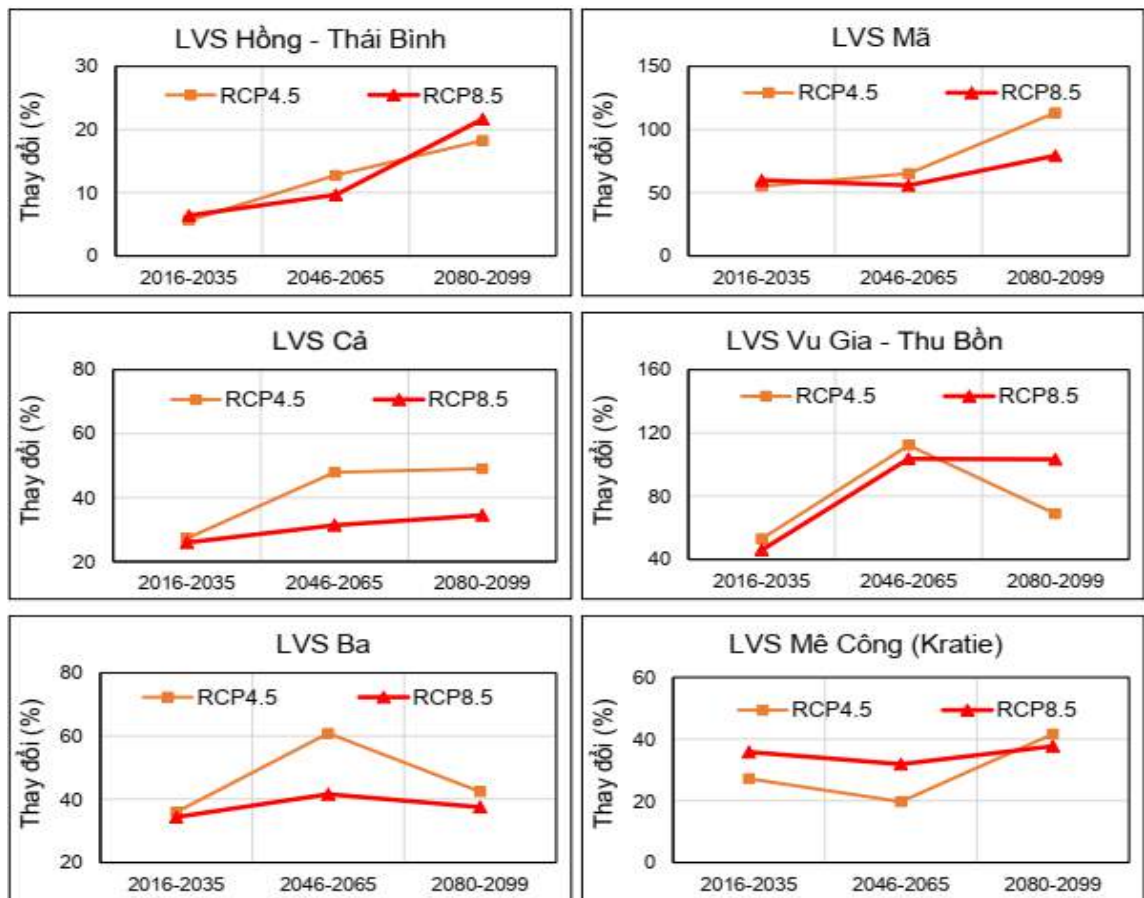 LVS Hồng - Thái Bình
Thay đổi (%)
30
20
10
0
RCP4.5
RCP8.5
2016-2035
2046-2065
2080-2099
LVS Mã
Thay đổi (%)
150
100
50
0
RCP4.5
RCP8.5
2016-2035
2046-2065
2080-2099
LVS Cả
Thay đổi (%)
80
60
40
20
RCP4.5
RCP8.5
2016-2035
2046-2065
2080-2099
LVS Vu Gia - Thu Bồn
Thay đổi (%)
160
120
80
40
RCP4.5
RCP8.5
2016-2035
2046-2065
2080-2099
LVS Ba
Thay đổi (%)
80
60
40
20
RCP4.5
RCP8.5
2016-2035
2046-2065
2080-2099
LVS Mê Công (Kratie)
Thay đổi (%)
60
40
20
0
RCP4.5
RCP8.5
2016-2035
2046-2065
2080-2099